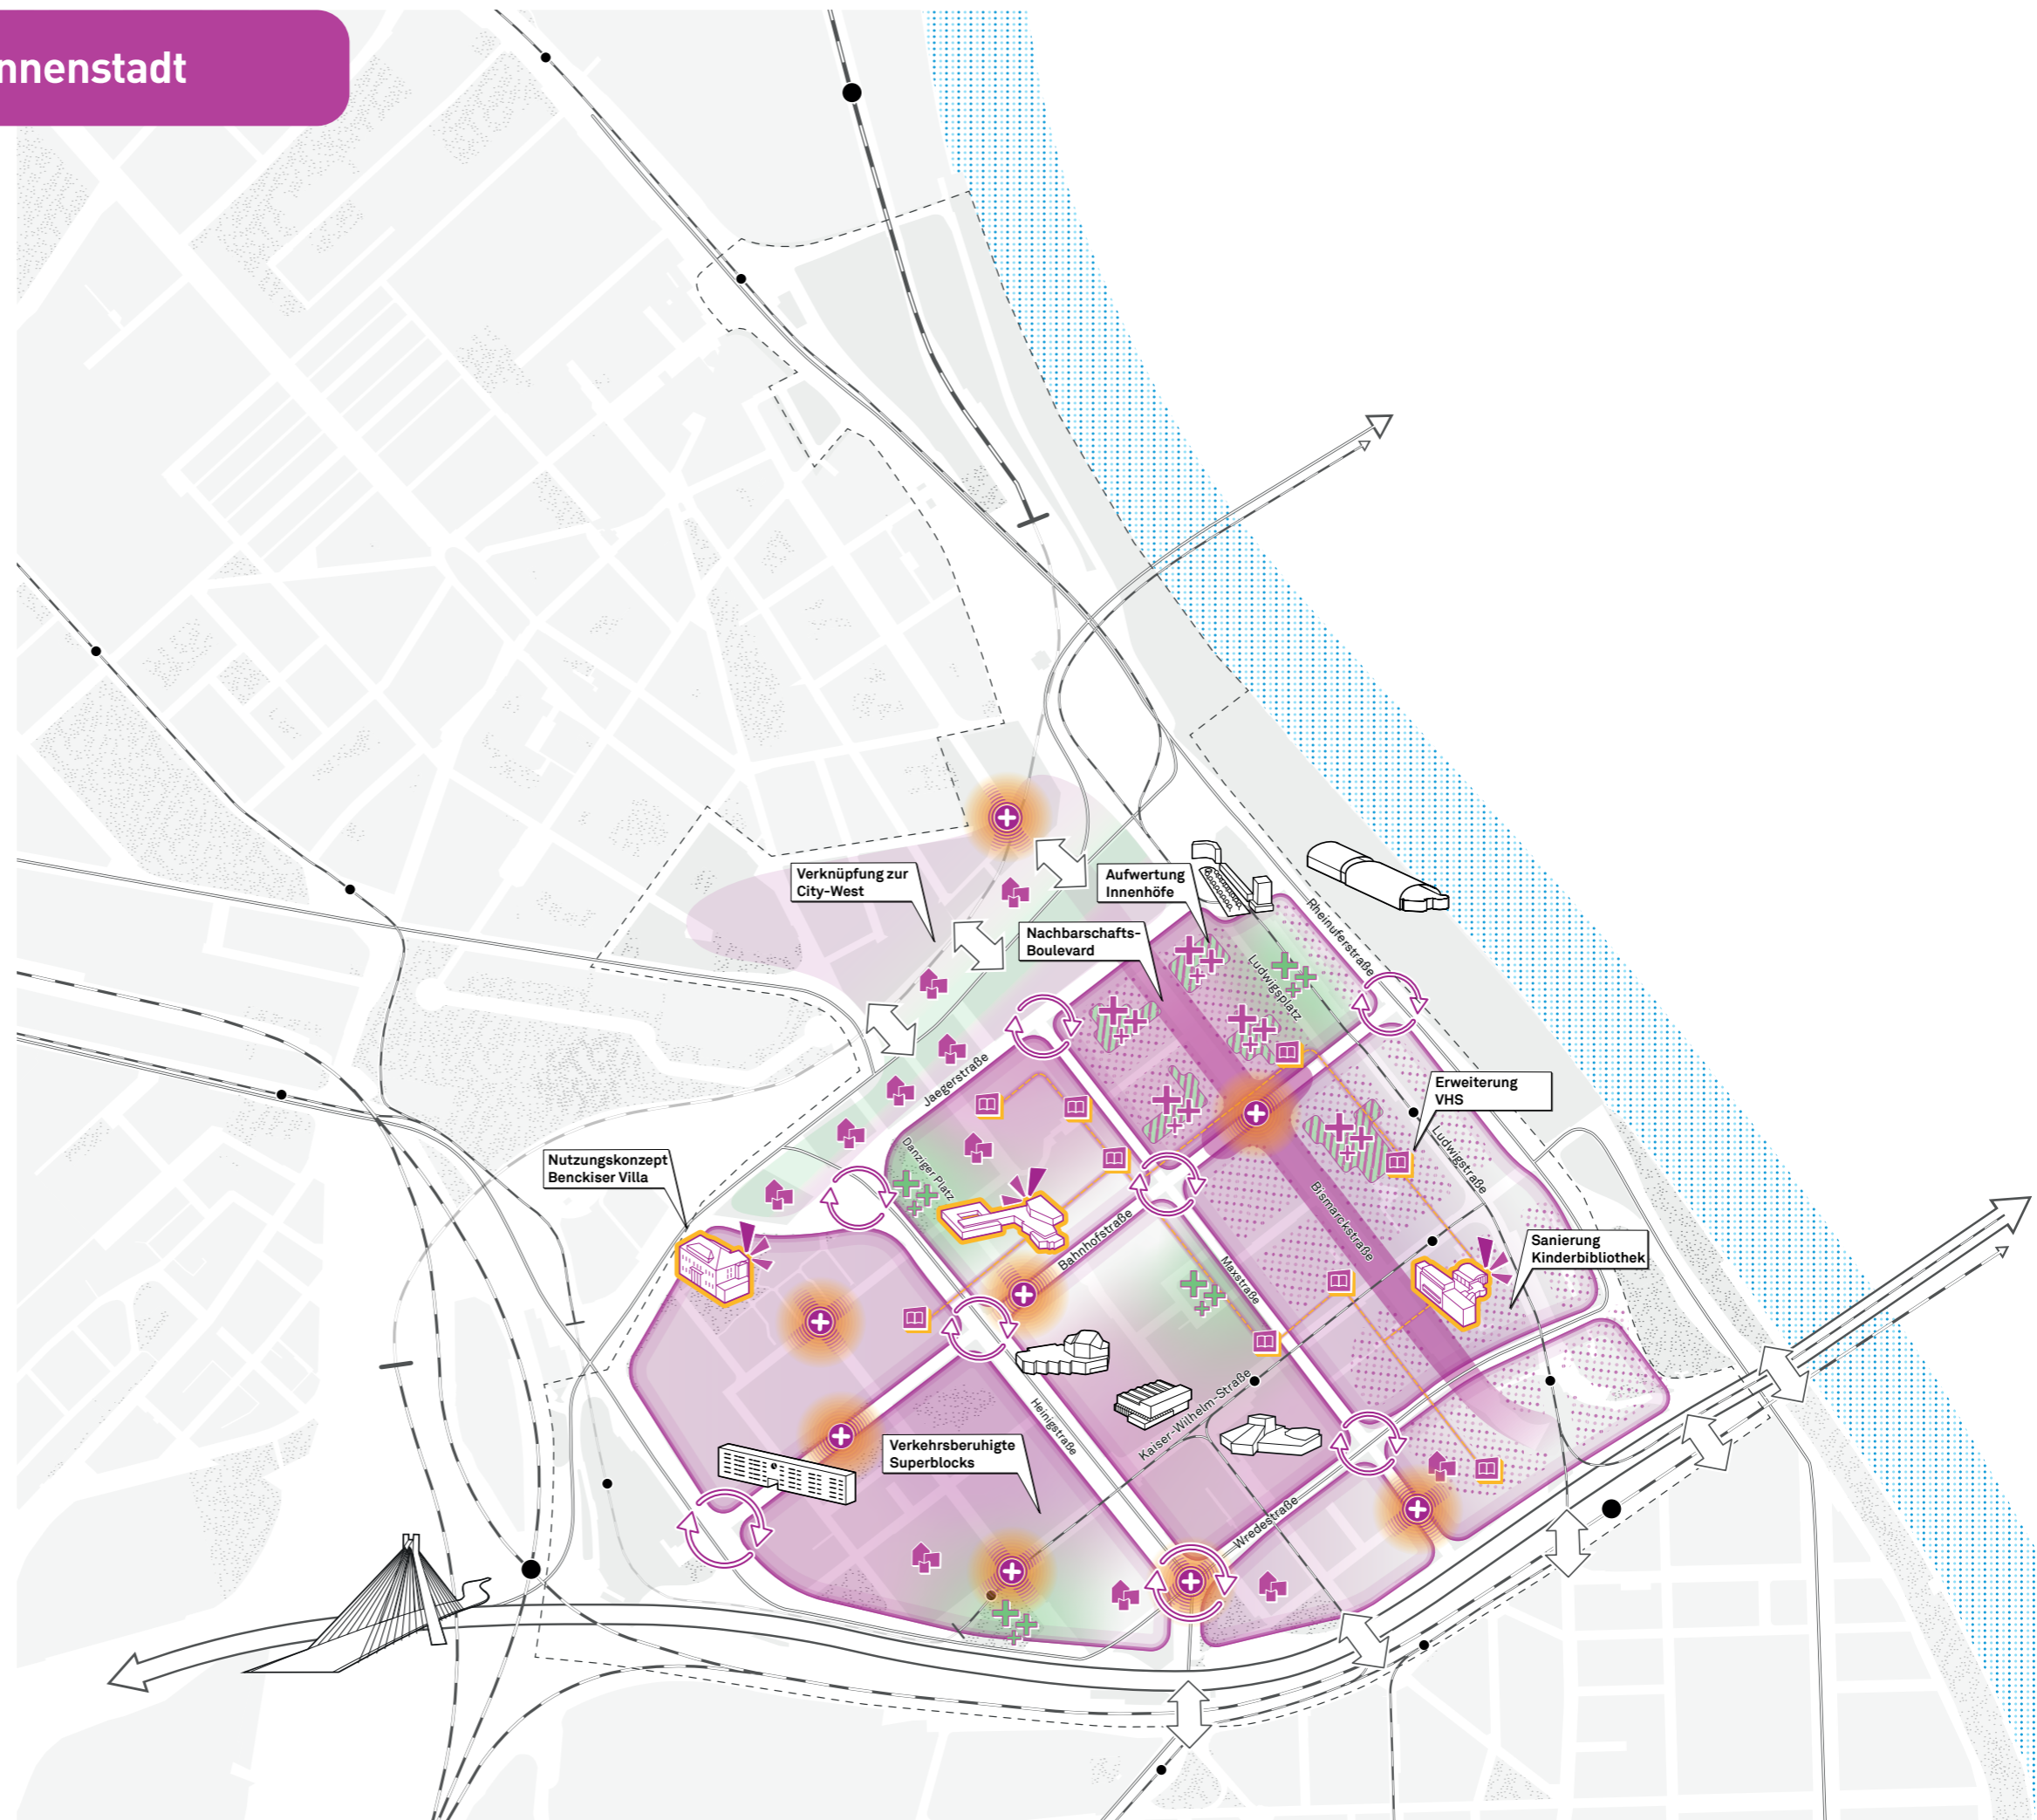 nnenstadt
Verknüpfung zur
City-West
Aufwertung
Innenhöfe
Nachbarschafts-
Boulevard
Rheinuferstraße
Ludwigsplatz
Erweiterung
VHS
Jaegerstraße
Danziger Platz
Ludwigstraße
Nutzungskonzept
Benckiser Villa
Bahnhofstraße
Bismarckstraße
Maxstraße
Sanierung
Kinderbibliothek
Kaiser-Wilhelm-Straße
Heinigstraße
Verkehrsberuhigte
Superblocks
Wredestraße